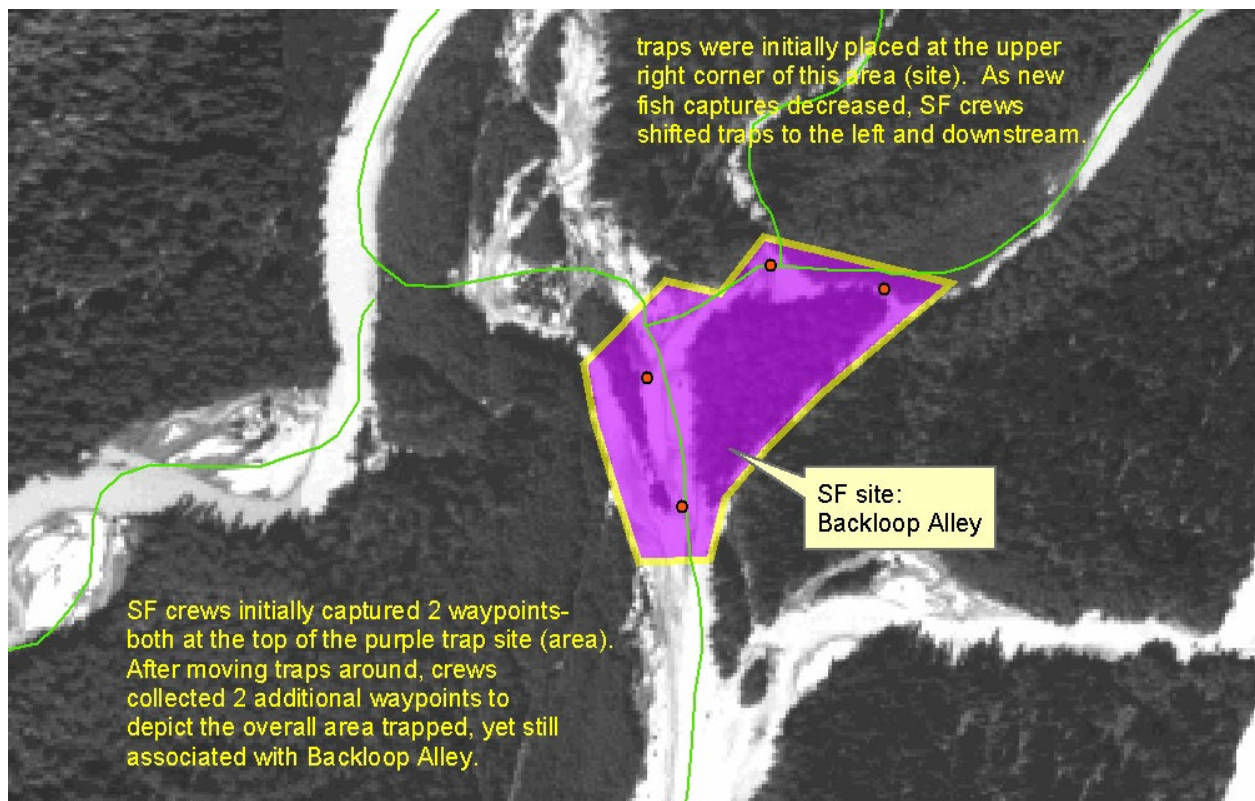 traps were initially placed at the upper
right corner of this area (site).  As new
fish captures decreased, SF crews
shifted traps to the left and downstream.
SF site:
Backloop Alley
SF crews initially captured 2 waypoints-
both at the top of the purple trap site (area).
After moving traps around, crews
collected 2 additional waypoints to
depict the overall area trapped, yet still
associated with Backloop Alley.